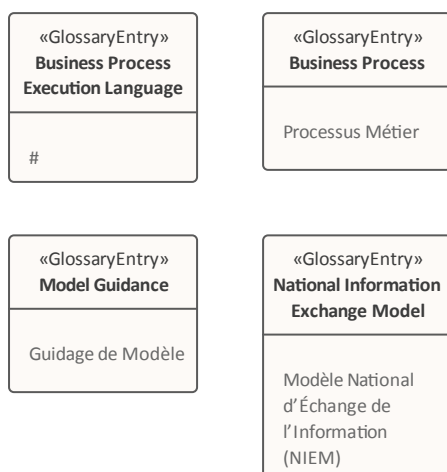 «GlossaryEntry»
Business Process
Execution Language
#
«GlossaryEntry»
Business Process
Processus Métier
«GlossaryEntry»
Model Guidance
Guidage de Modèle
«GlossaryEntry»
National Information
Exchange Model
Modèle National
d'Échange de
l'Information
(NIEM)